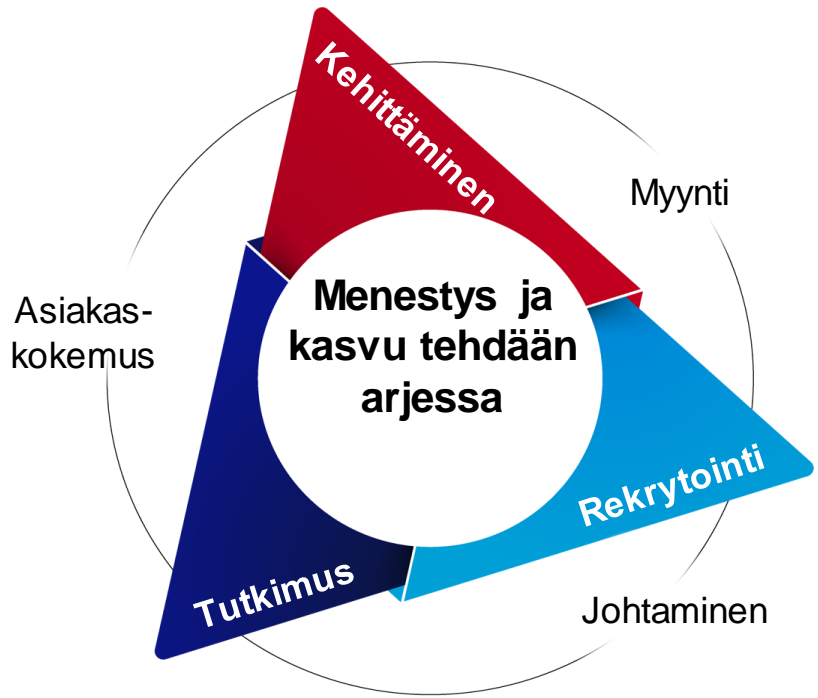 Kehittäminen
Myynti
Asiakas-
kokemus
Menestys ja
kasvu tehdään
arjessa
Rekrytointi
Tutkimus
Johtaminen